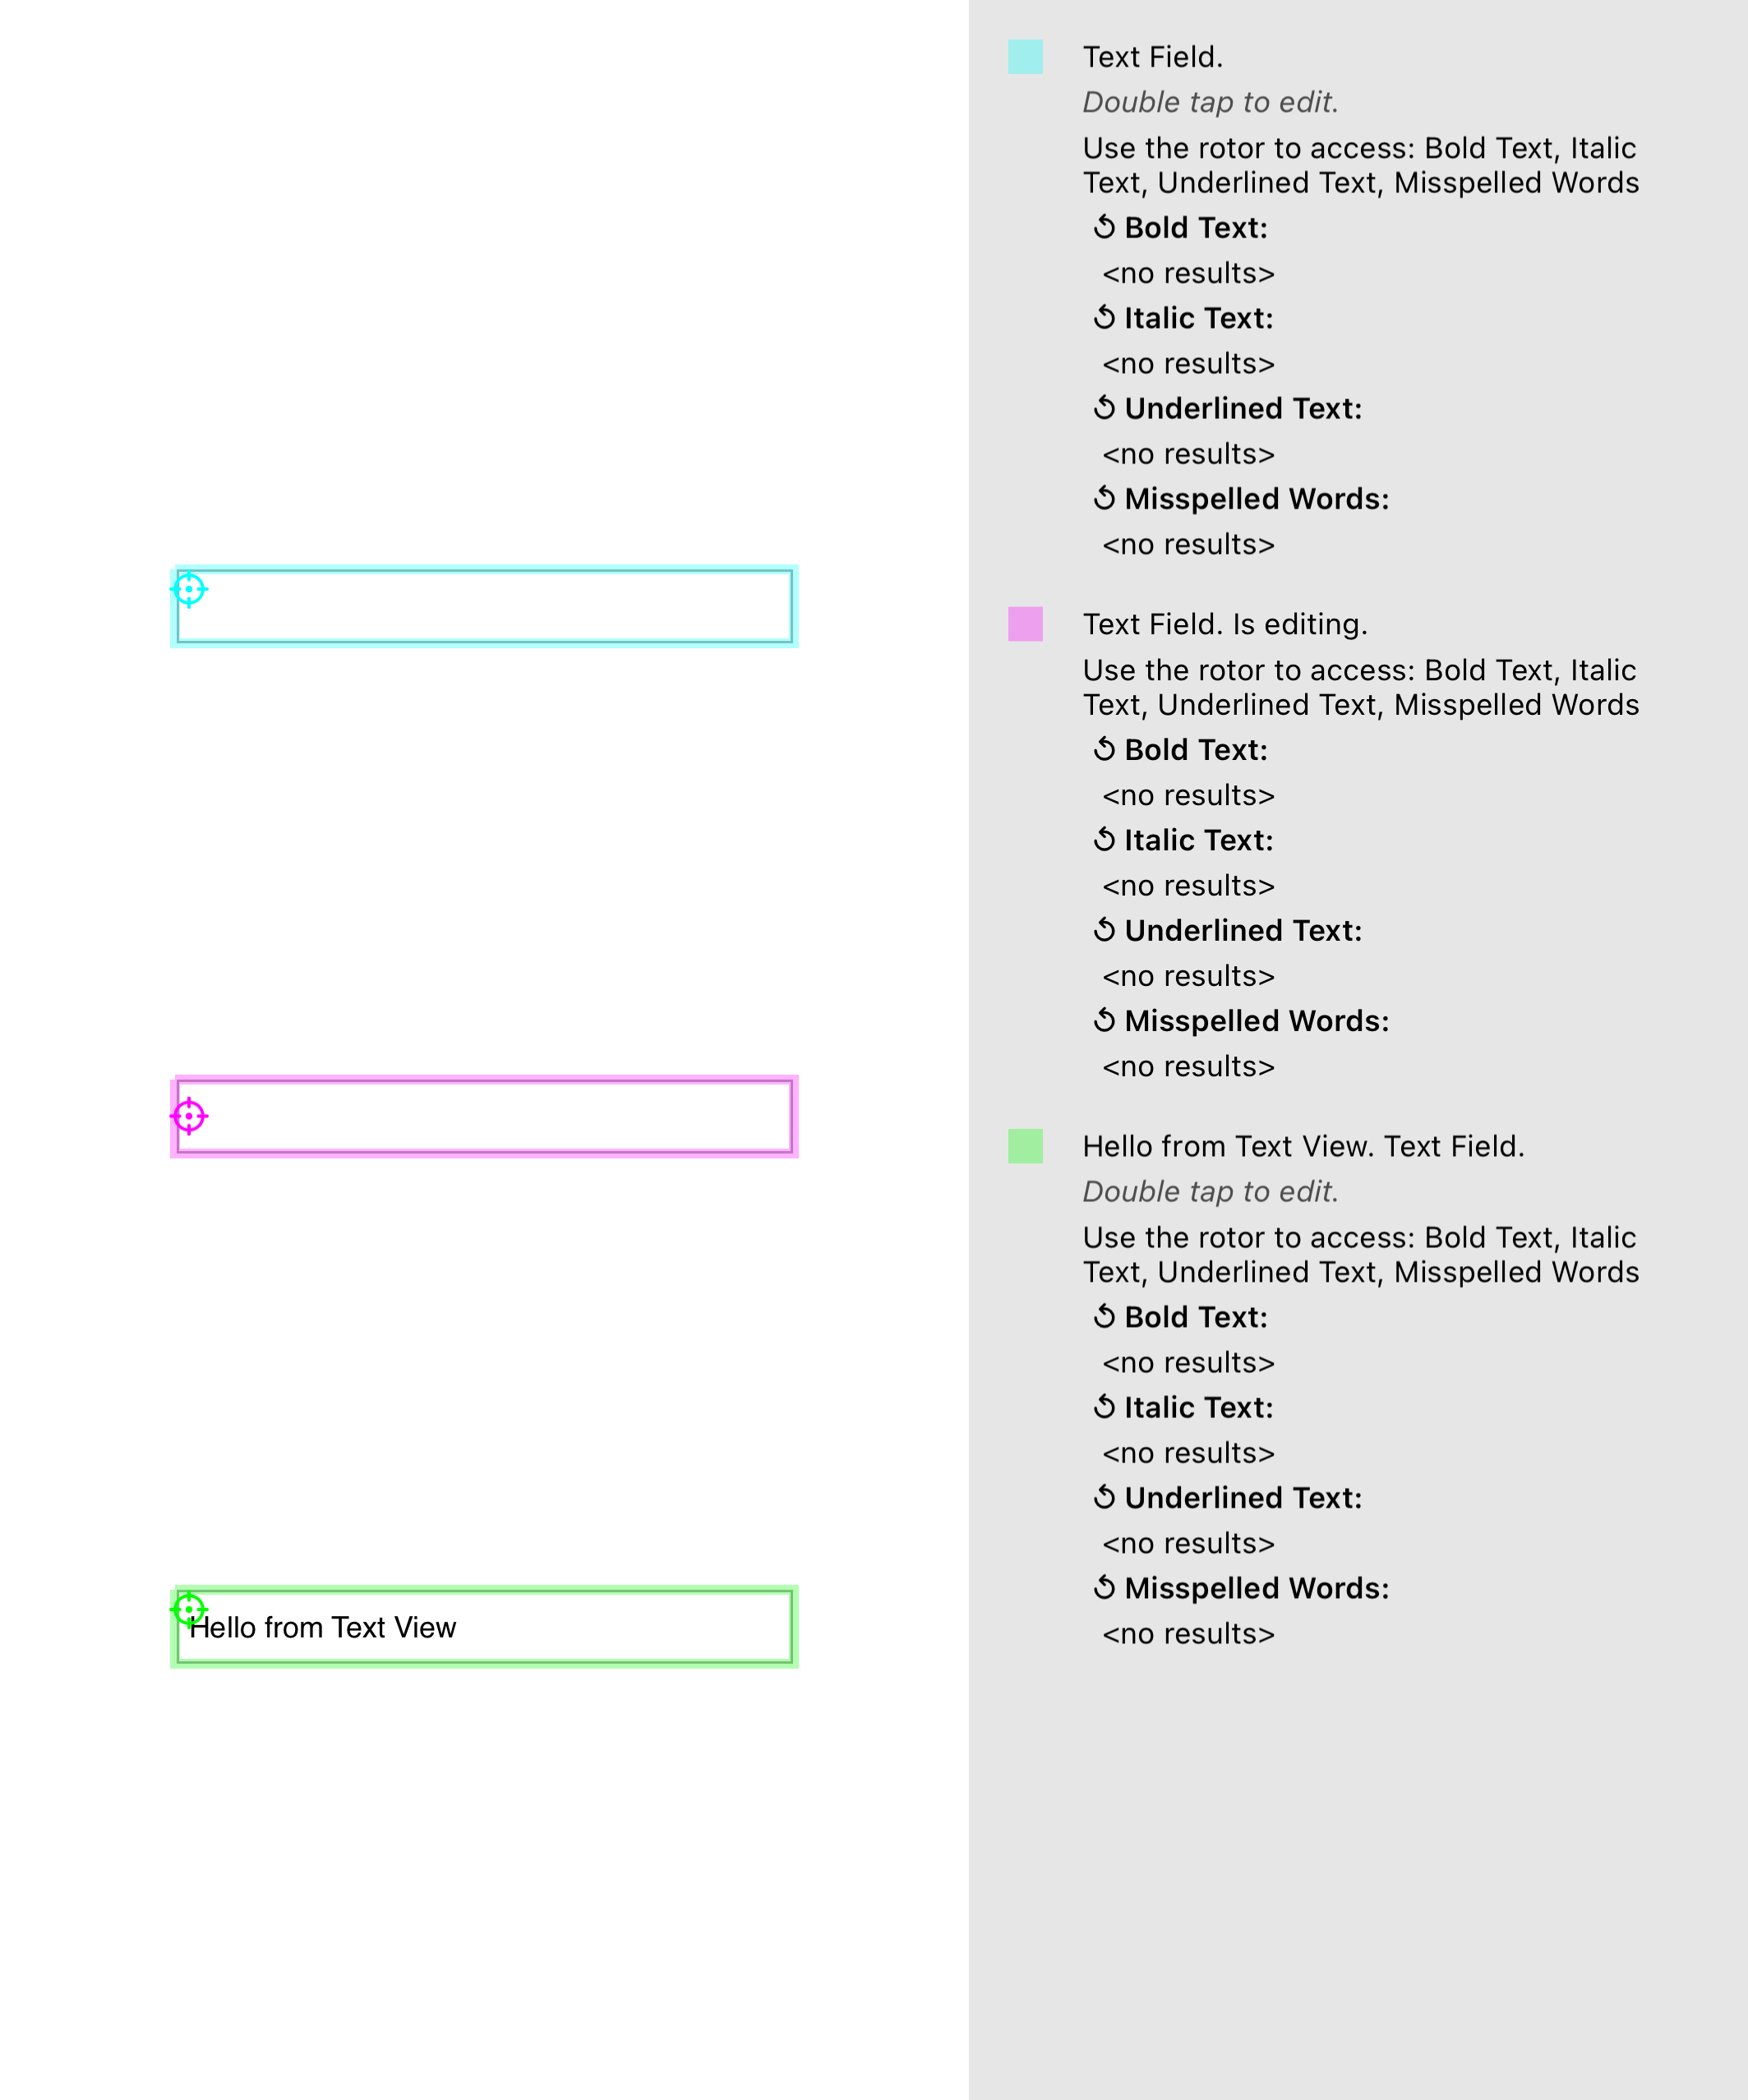 Text Field.
Double tap to edit.
Use the rotor to access: Bold Text, Italic
Text, Underlined Text, Misspelled Words
Bold Text:
<no results>
Italic Text:
<no results>
Underlined Text:
<no results>
Misspelled Words:
<no results>
Text Field. Is editing.
Use the rotor to access: Bold Text, Italic
Text, Underlined Text, Misspelled Words
Bold Text:
<no results>
Italic Text:
<no results>
Underlined Text:
<no results>
Misspelled Words:
<no results>
Hello from Text View
Hello from Text View. Text Field.
Double tap to edit.
Use the rotor to access: Bold Text, Italic
Text, Underlined Text, Misspelled Words
Bold Text:
<no results>
Italic Text:
<no results>
Underlined Text:
<no results>
Misspelled Words:
<no results>